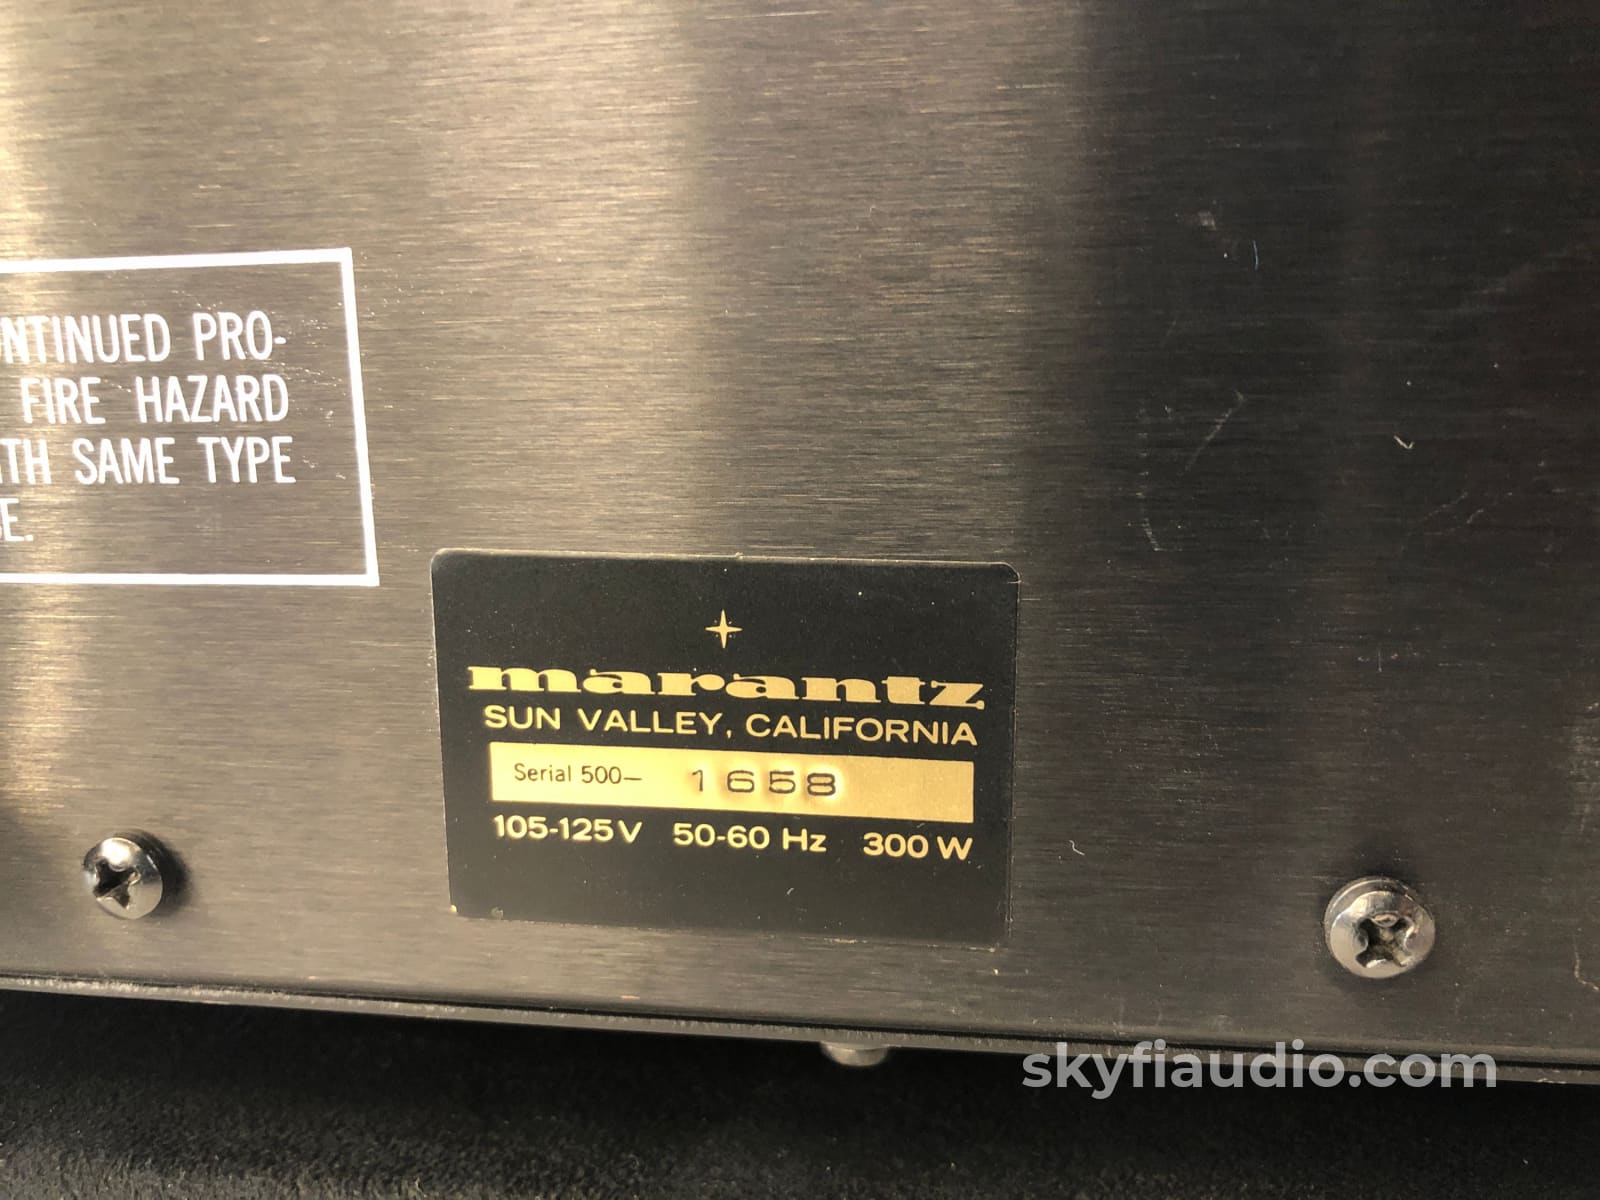 ONTINUED PRO-
FIRE HAZARD
TH SAME TYPE
E.
marantz
SUN VALLEY, CALIFORNIA
Serial 500— 1658
105-125V 50-60 Hz 300 W
skyfiaudio.com